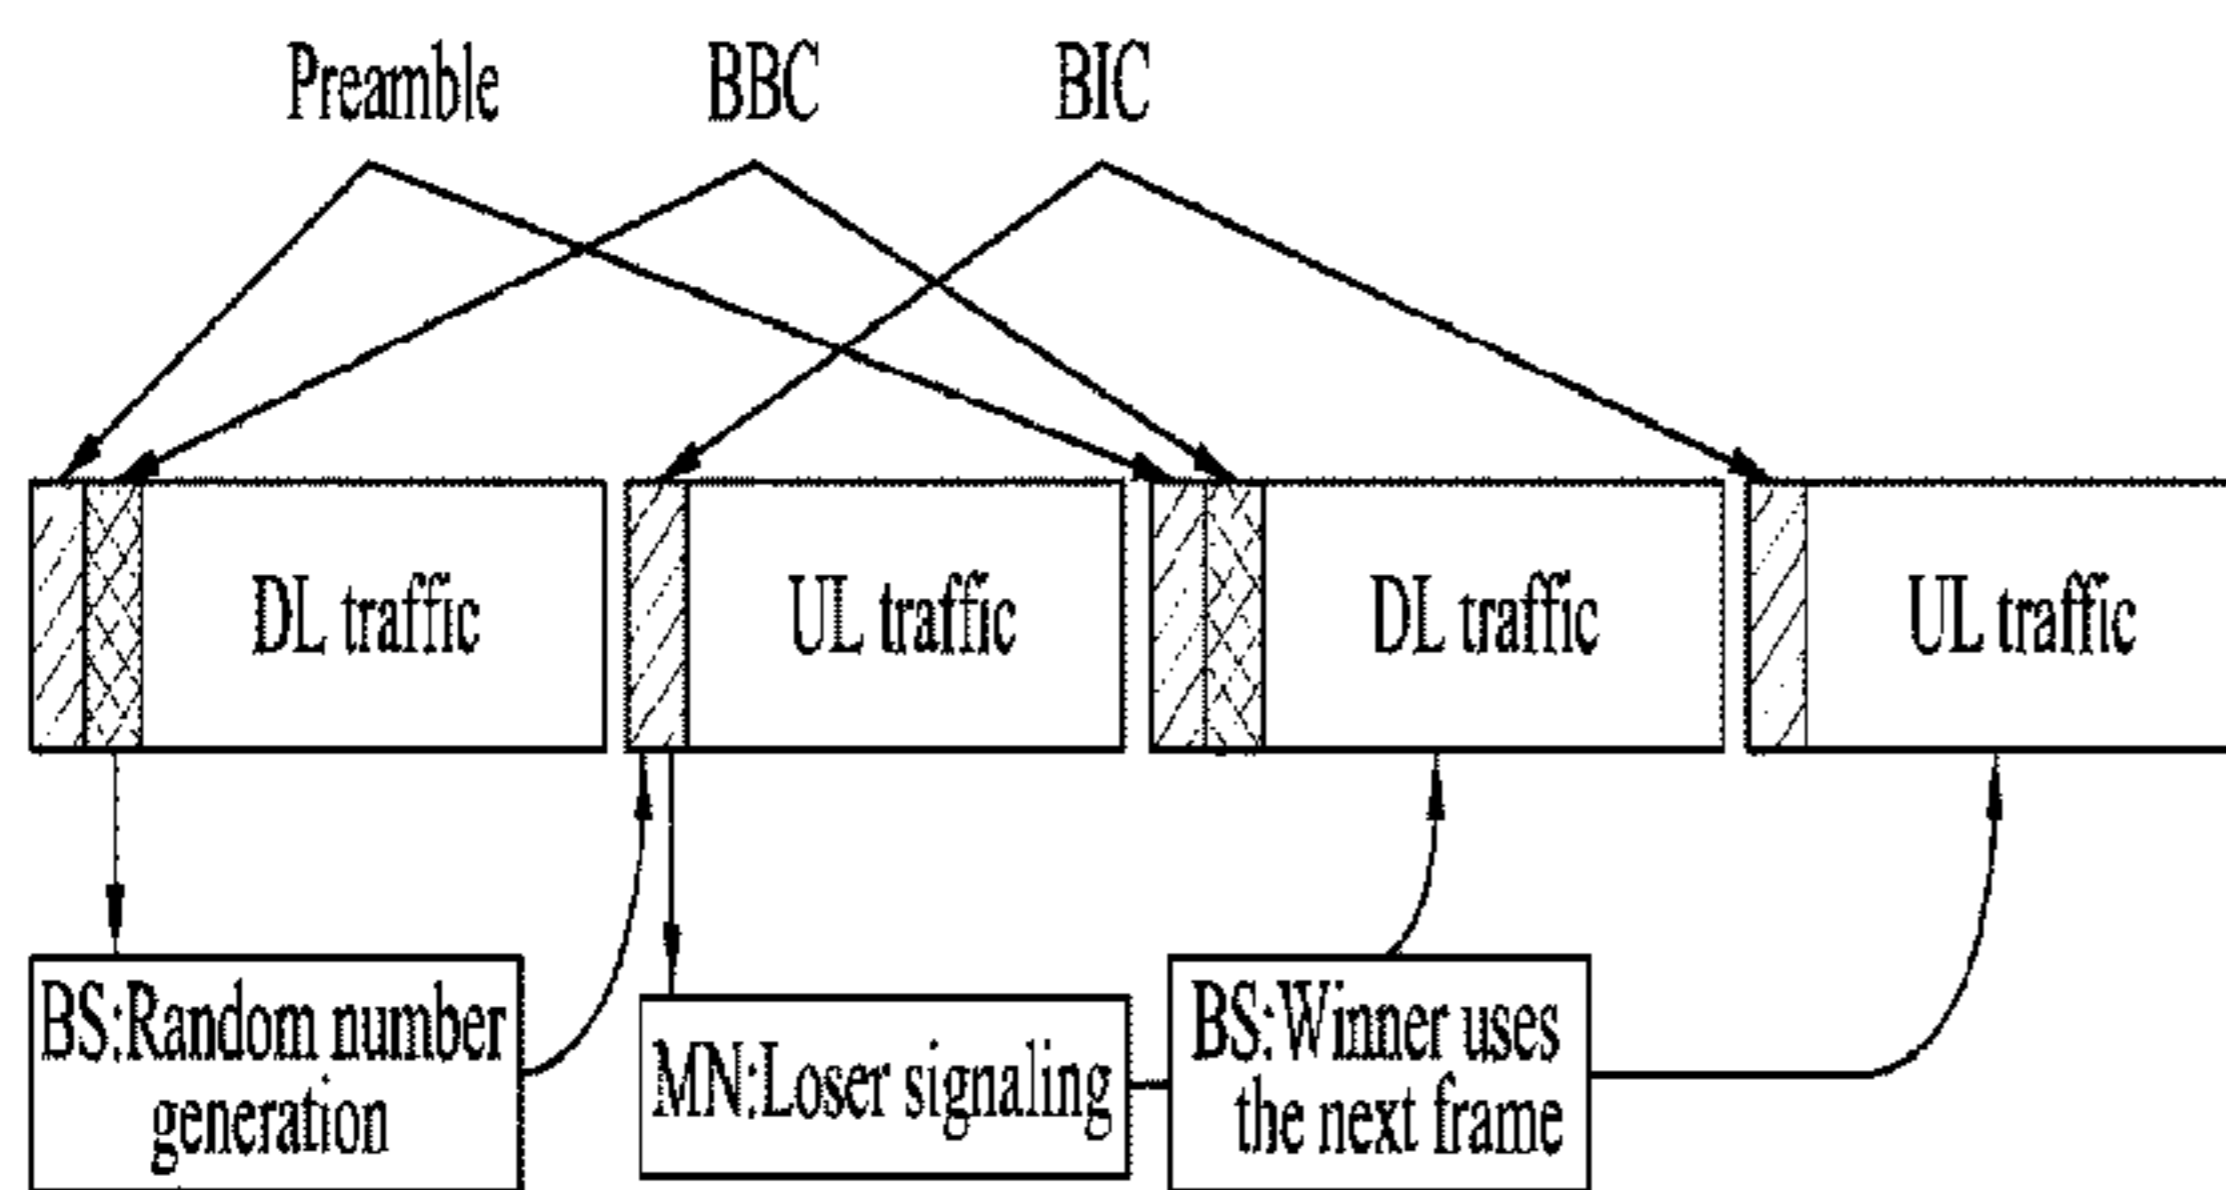 Preamble BBC BIC
DL traffic UL traffic DL traffic UL traffic
BS:Random number
generation
MN:Loser signaling
BS:Winner uses
the next frame